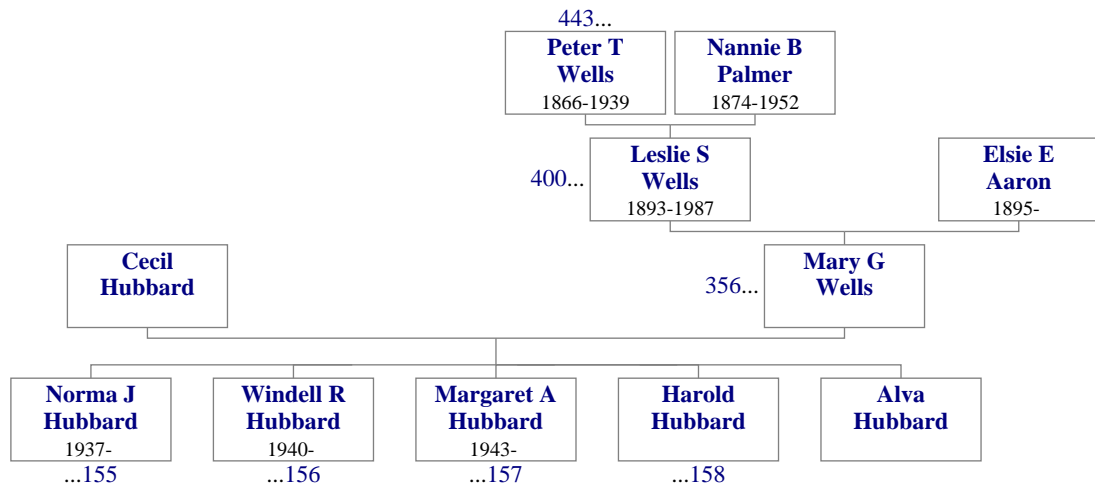 443...
Peter T
Wells
1866-1939
Nannie B
Palmer
1874-1952
400...
Leslie S
Wells
1893-1987
Elsie E
Aaron
1895-
Cecil
Hubbard
356...
Mary G
Wells
Norma J
Hubbard
1937-
...155
Windell R
Hubbard
1940-
...156
Margaret A
Hubbard
1943-
...157
Harold
Hubbard
...158
Alva
Hubbard